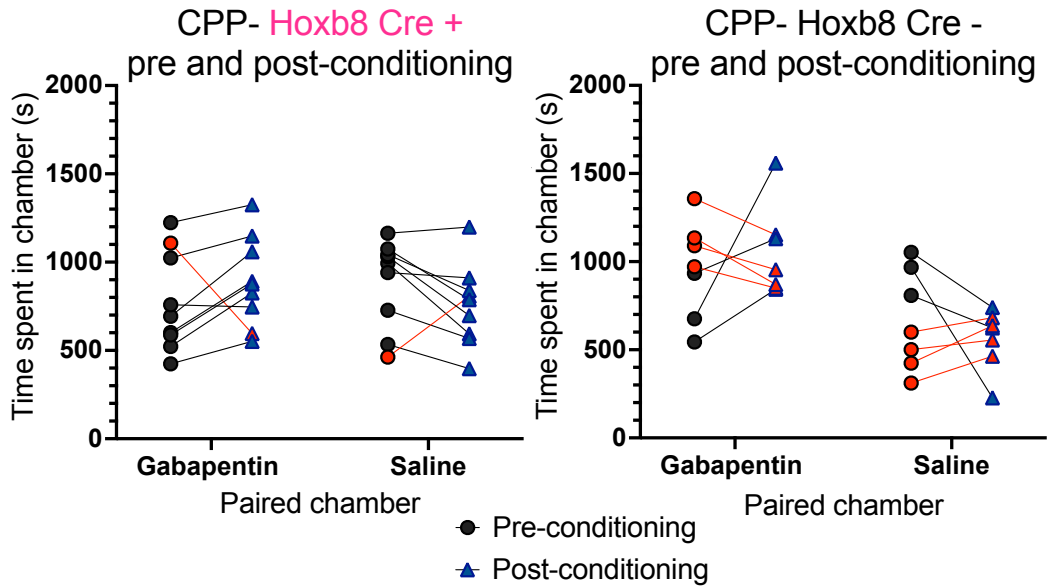 CPP- Hoxb8 Cre +
pre and post-conditioning
Time spent in chamber (s)
2000
1500
1000
500
0
Gabapentin
Saline
Paired chamber
CPP- Hoxb8 Cre -
pre and post-conditioning
Time spent in chamber (s)
2000
1500
1000
500
0
Gabapentin
Saline
Paired chamber
Pre-conditioning
Post-conditioning